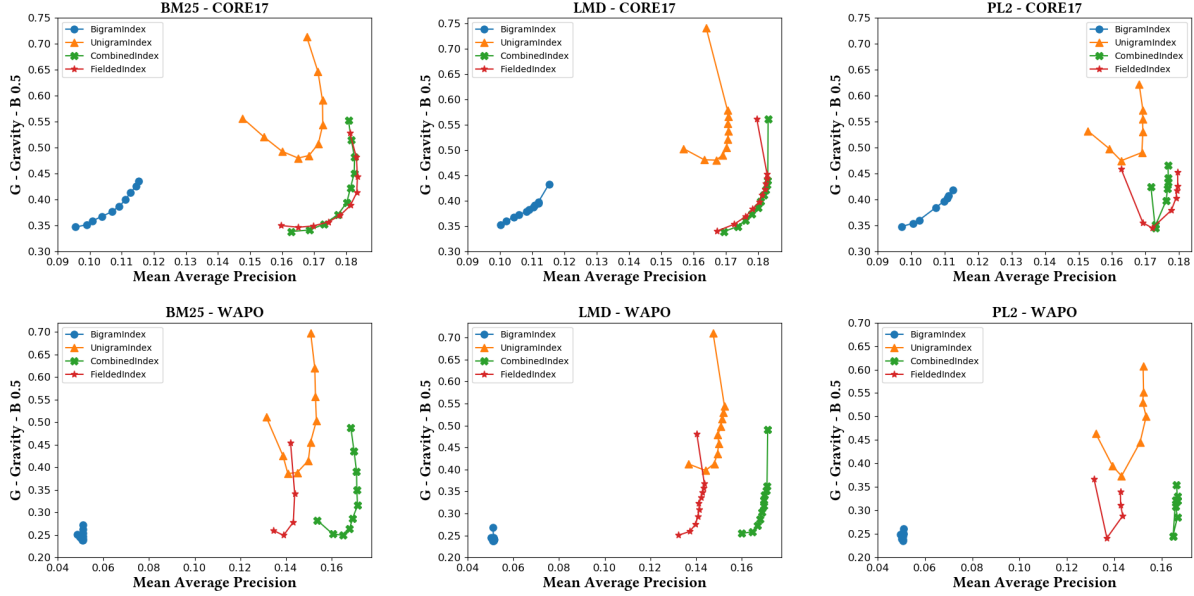 BM25 - CORE17
G - Gravity - B 0.5
0.75
0.70
0.65
0.60
0.55
0.50
0.45
0.40
0.35
0.30
BigramIndex
UnigramIndex
CombinedIndex
FieldedIndex
0.09 0.10 0.11 0.12 0.13 0.14 0.15 0.16 0.17 0.18
Mean Average Precision
LMD - CORE17
G - Gravity - B 0.5
0.75
0.70
0.65
0.60
0.55
0.50
0.45
0.40
0.35
0.30
BigramIndex
UnigramIndex
CombinedIndex
FieldedIndex
0.09 0.10 0.11 0.12 0.13 0.14 0.15 0.16 0.17 0.18
Mean Average Precision
PL2 - CORE17
G - Gravity - B 0.5
0.75
0.70
0.65
0.60
0.55
0.50
0.45
0.40
0.35
0.30
BigramIndex
UnigramIndex
CombinedIndex
FieldedIndex
0.09 0.10 0.11 0.12 0.13 0.14 0.15 0.16 0.17 0.18
Mean Average Precision
BM25 - WAPO
G - Gravity - B 0.5
0.70
0.65
0.60
0.55
0.50
0.45
0.40
0.35
0.30
0.25
0.20
BigramIndex
UnigramIndex
CombinedIndex
FieldedIndex
0.04 0.06 0.08 0.10 0.12 0.14 0.16
Mean Average Precision
LMD - WAPO
G - Gravity - B 0.5
0.70
0.65
0.60
0.55
0.50
0.45
0.40
0.35
0.30
0.25
0.20
BigramIndex
UnigramIndex
CombinedIndex
FieldedIndex
0.04 0.06 0.08 0.10 0.12 0.14 0.16
Mean Average Precision
PL2 - WAPO
G - Gravity - B 0.5
0.70
0.65
0.60
0.55
0.50
0.45
0.40
0.35
0.30
0.25
0.20
BigramIndex
UnigramIndex
CombinedIndex
FieldedIndex
0.04 0.06 0.08 0.10 0.12 0.14 0.16
Mean Average Precision